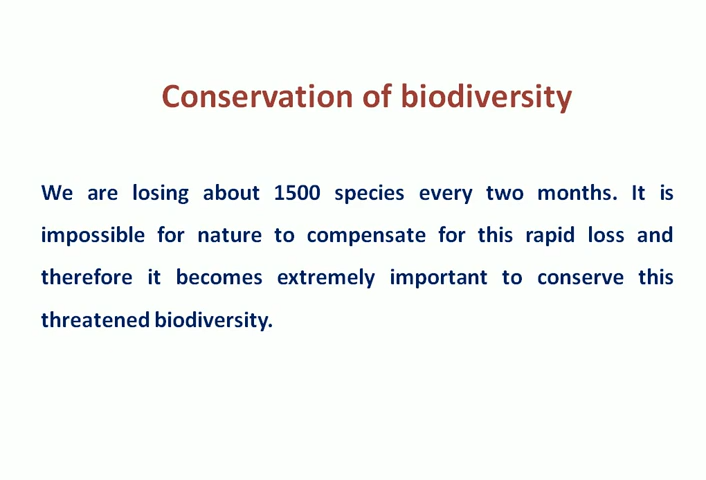 Conservation of biodiversity
We are losing about 1500 species every two months. It is
impossible for nature to compensate for this rapid loss and
therefore it becomes extremely important to conserve this
threatened biodiversity.